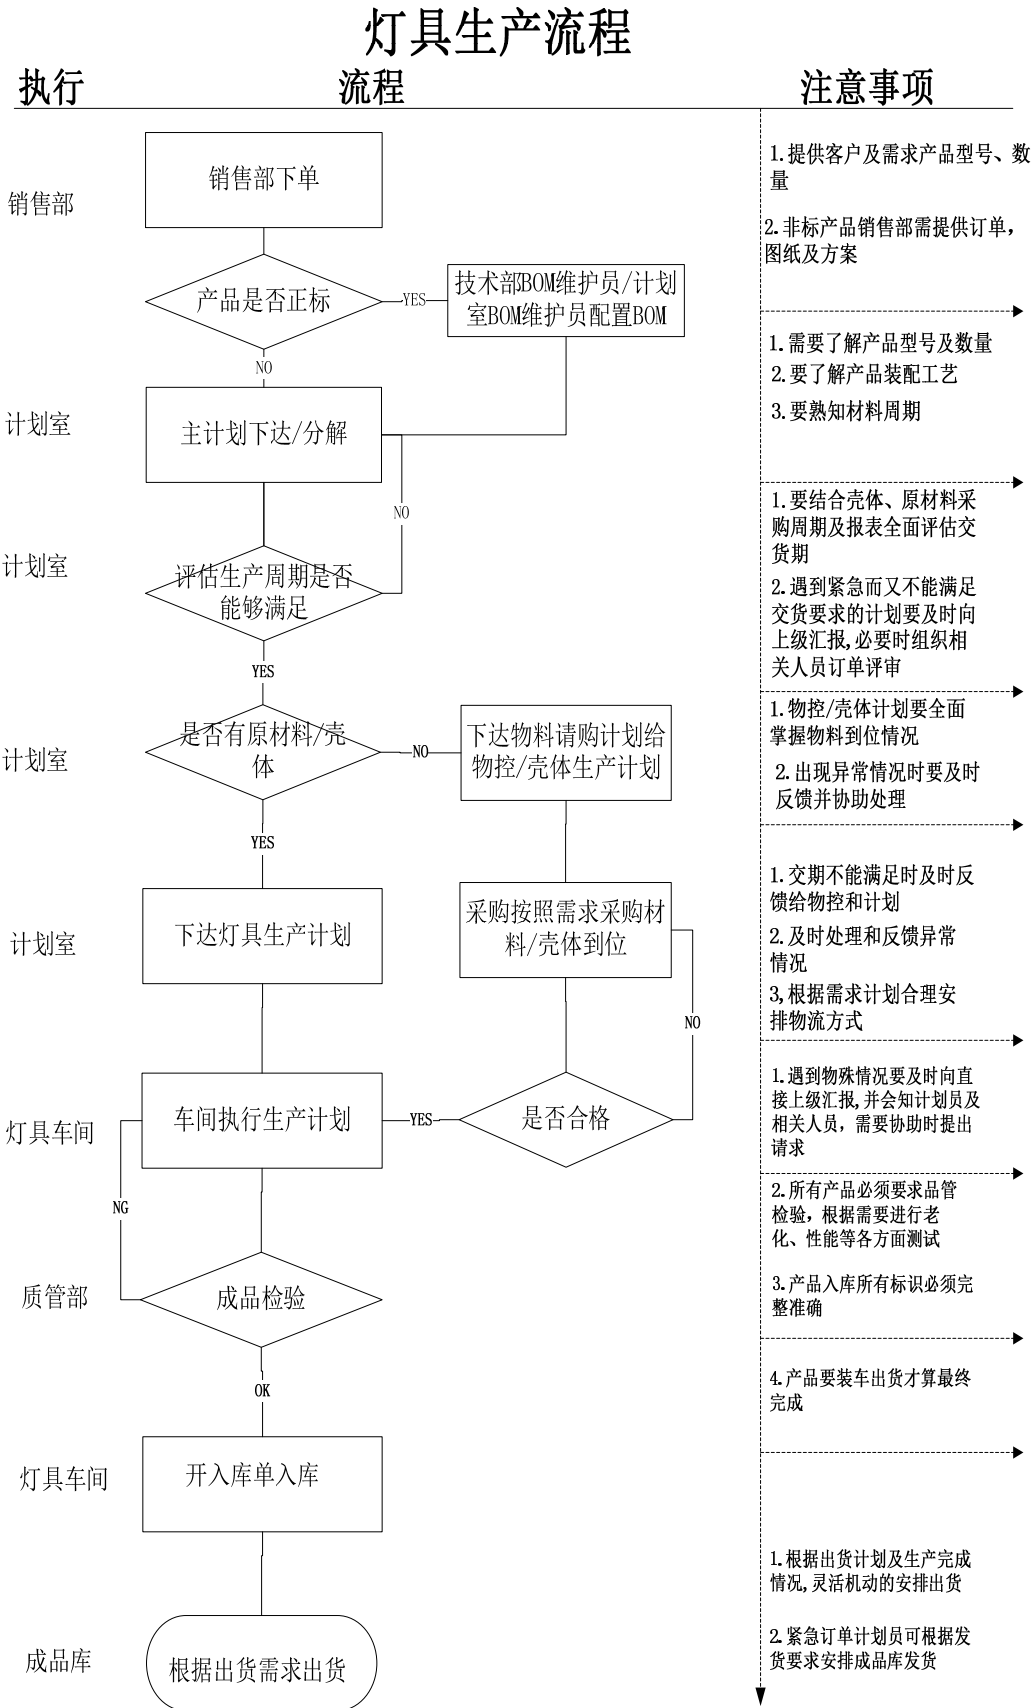 灯具生产流程
执行
流程
注意事项
销售部
销售部下单
1.提供客户及需求产品型号、数
量
2.非标产品销售部需提供订单，
图纸及方案
产品是否正标
YES
技术部BOM维护员/计划
室BOM维护员配置BOM
NO
1.需要了解产品型号及数量
2.要了解产品装配工艺
3.要熟知材料周期
计划室
主计划下达/分解
NO
1.要结合壳体、原材料采
购周期及报表全面评估交
货期
2.遇到紧急而又不能满足
交货要求的计划要及时向
上级汇报,必要时组织相
关人员订单评审
计划室
评估生产周期是否
能够满足
YES
计划室
是否有原材料/壳
体
NO
下达物料请购计划给
物控/壳体生产计划
1.物控/壳体计划要全面
掌握物料到位情况
2.出现异常情况时要及时
反馈并协助处理
YES
计划室
下达灯具生产计划
采购按照需求采购材
料/壳体到位
NO
1.交期不能满足时及时反
馈给物控和计划
2.及时处理和反馈异常
情况
3,根据需求计划合理安
排物流方式
灯具车间
车间执行生产计划
YES
是否合格
1.遇到物殊情况要及时向直
接上级汇报,并会知计划员及
相关人员，需要协助时提出
请求
NG
2.所有产品必须要求品管
检验，根据需要进行老
化、性能等各方面测试
3.产品入库所有标识必须完
整准确
质管部
成品检验
OK
4.产品要装车出货才算最终
完成
灯具车间
开入库单入库
1.根据出货计划及生产完成
情况,灵活机动的安排出货
2.紧急订单计划员可根据发
货要求安排成品库发货
成品库
根据出货需求出货